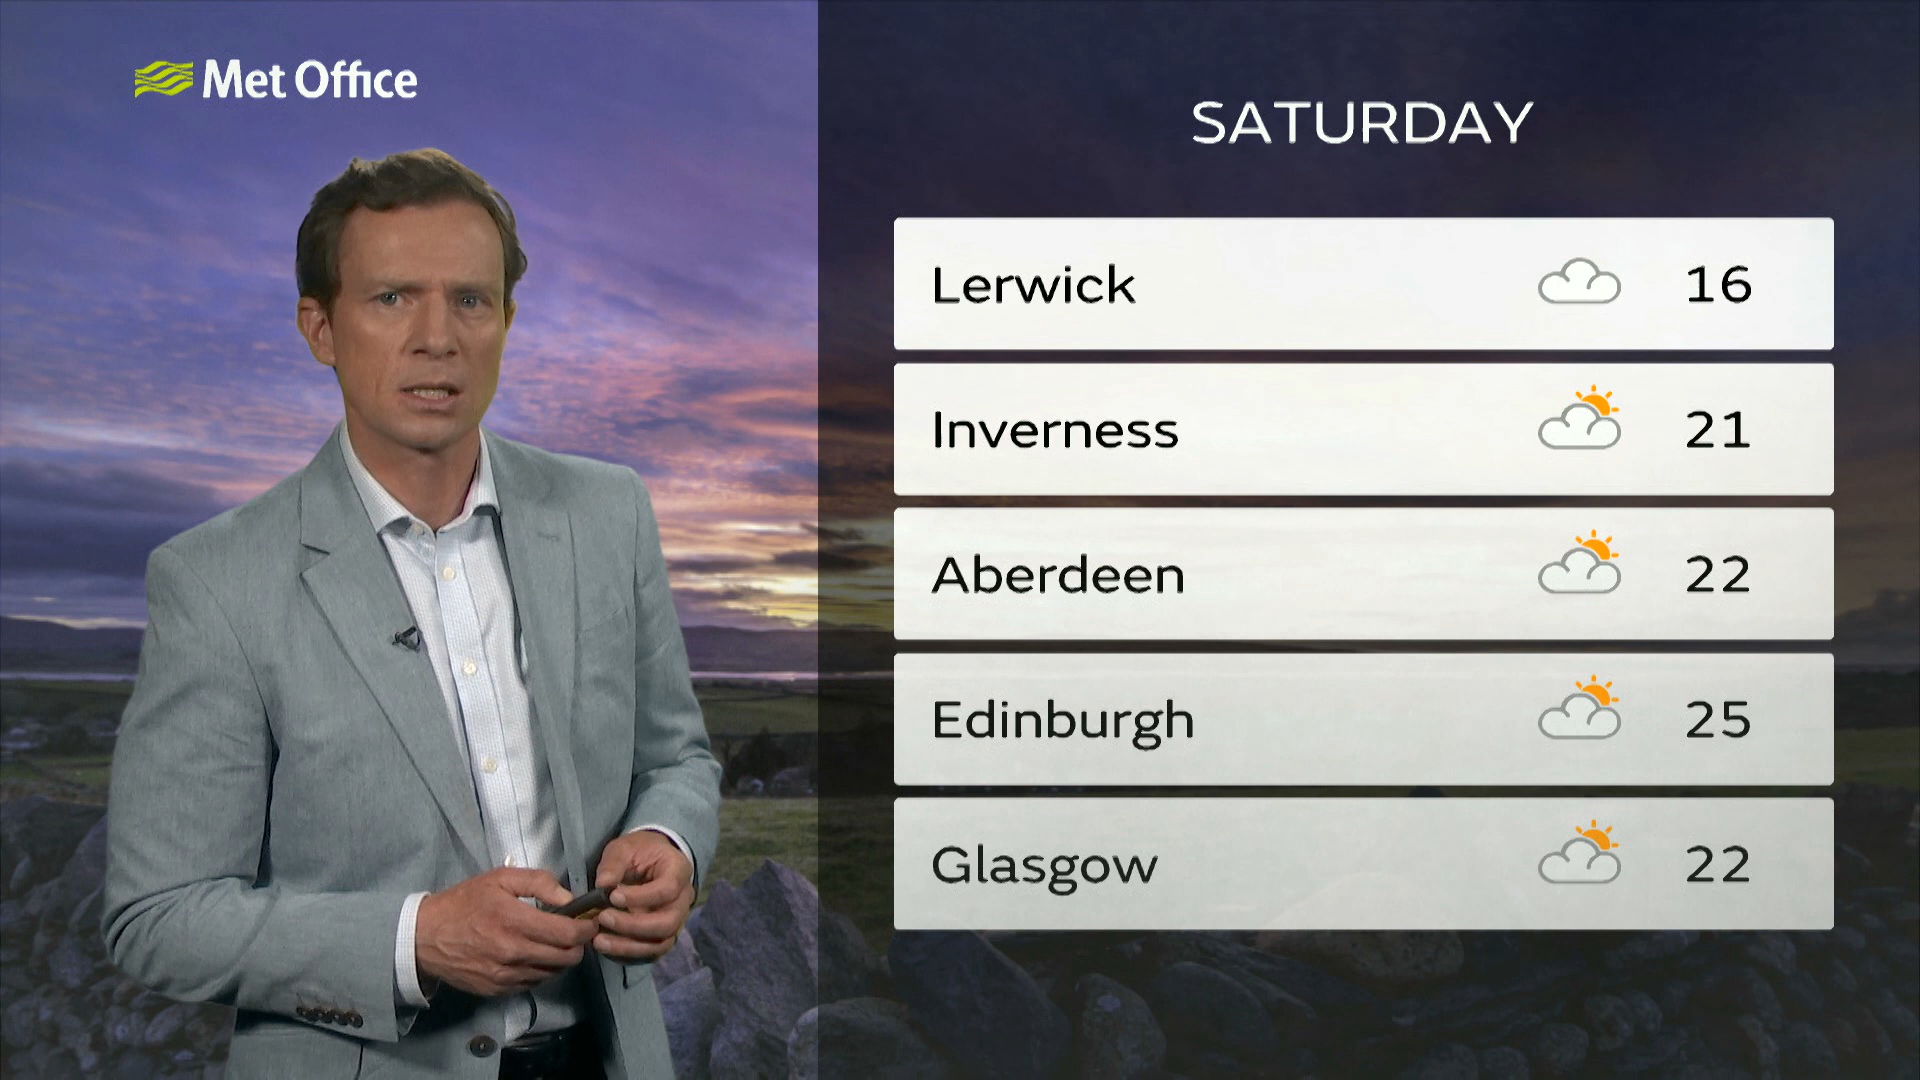 Met Office
SATURDAY
Lerwick 16
Inverness 21
Aberdeen 22
Edinburgh 25
Glasgow 22